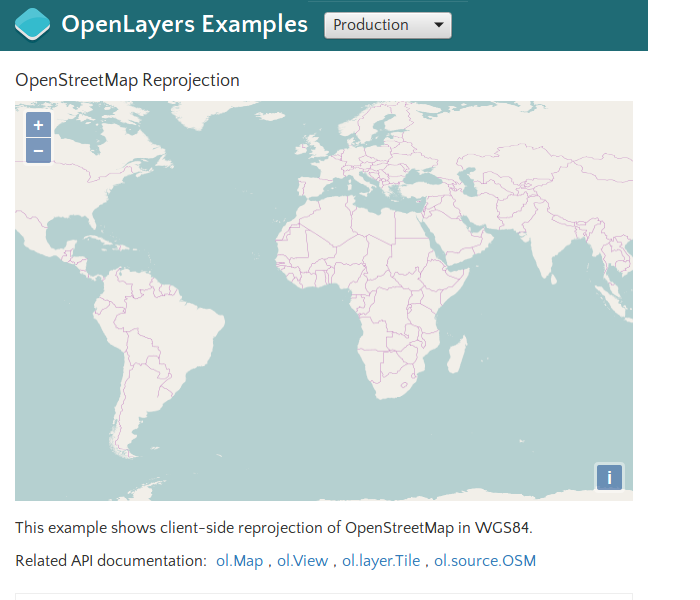 OpenLayers Examples Production
OpenStreetMap Reprojection
+
−
i
This example shows client-side reprojection of OpenStreetMap in WGS84.
Related API documentation: ol.Map , ol.View , ol.layer.Tile , ol.source.OSM